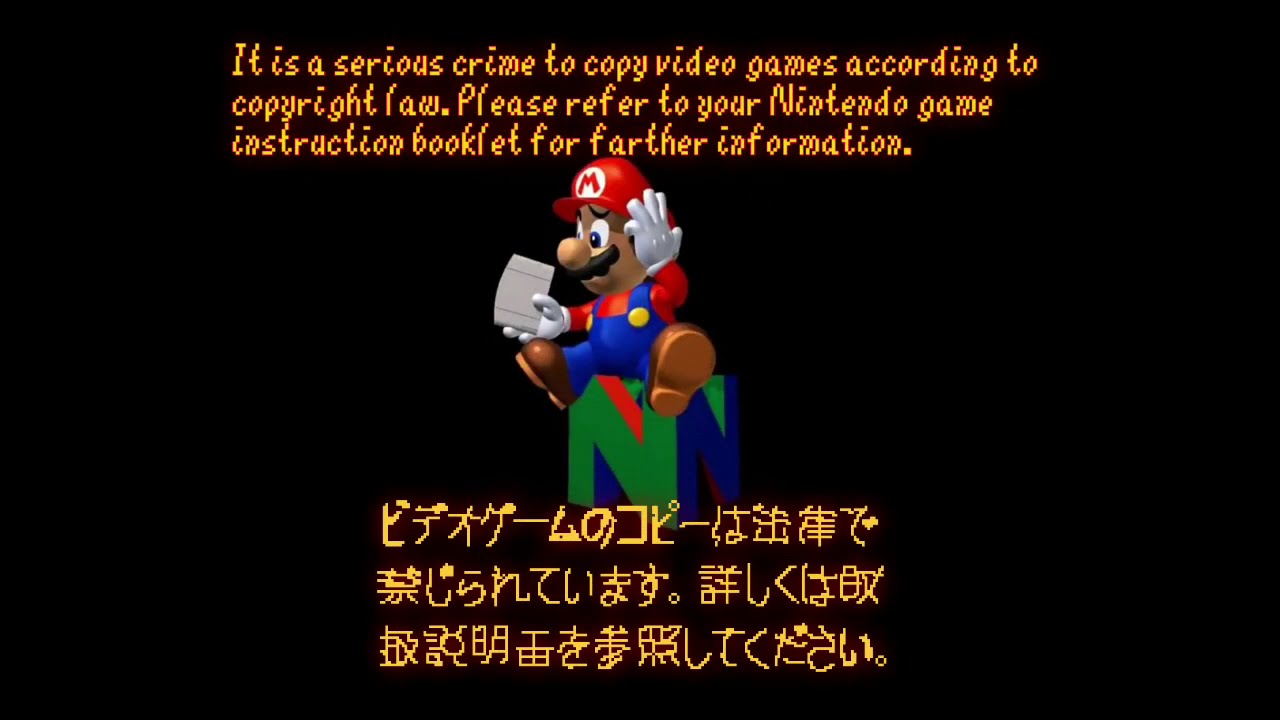 It is a serious crime to copy video games according to
copyright law. Please refer to your Nintendo game
instruction booklet for farther information.
M
ビデオゲームのコピーは法律で
禁じられています。詳しくは取
扱説明書を参照してください。